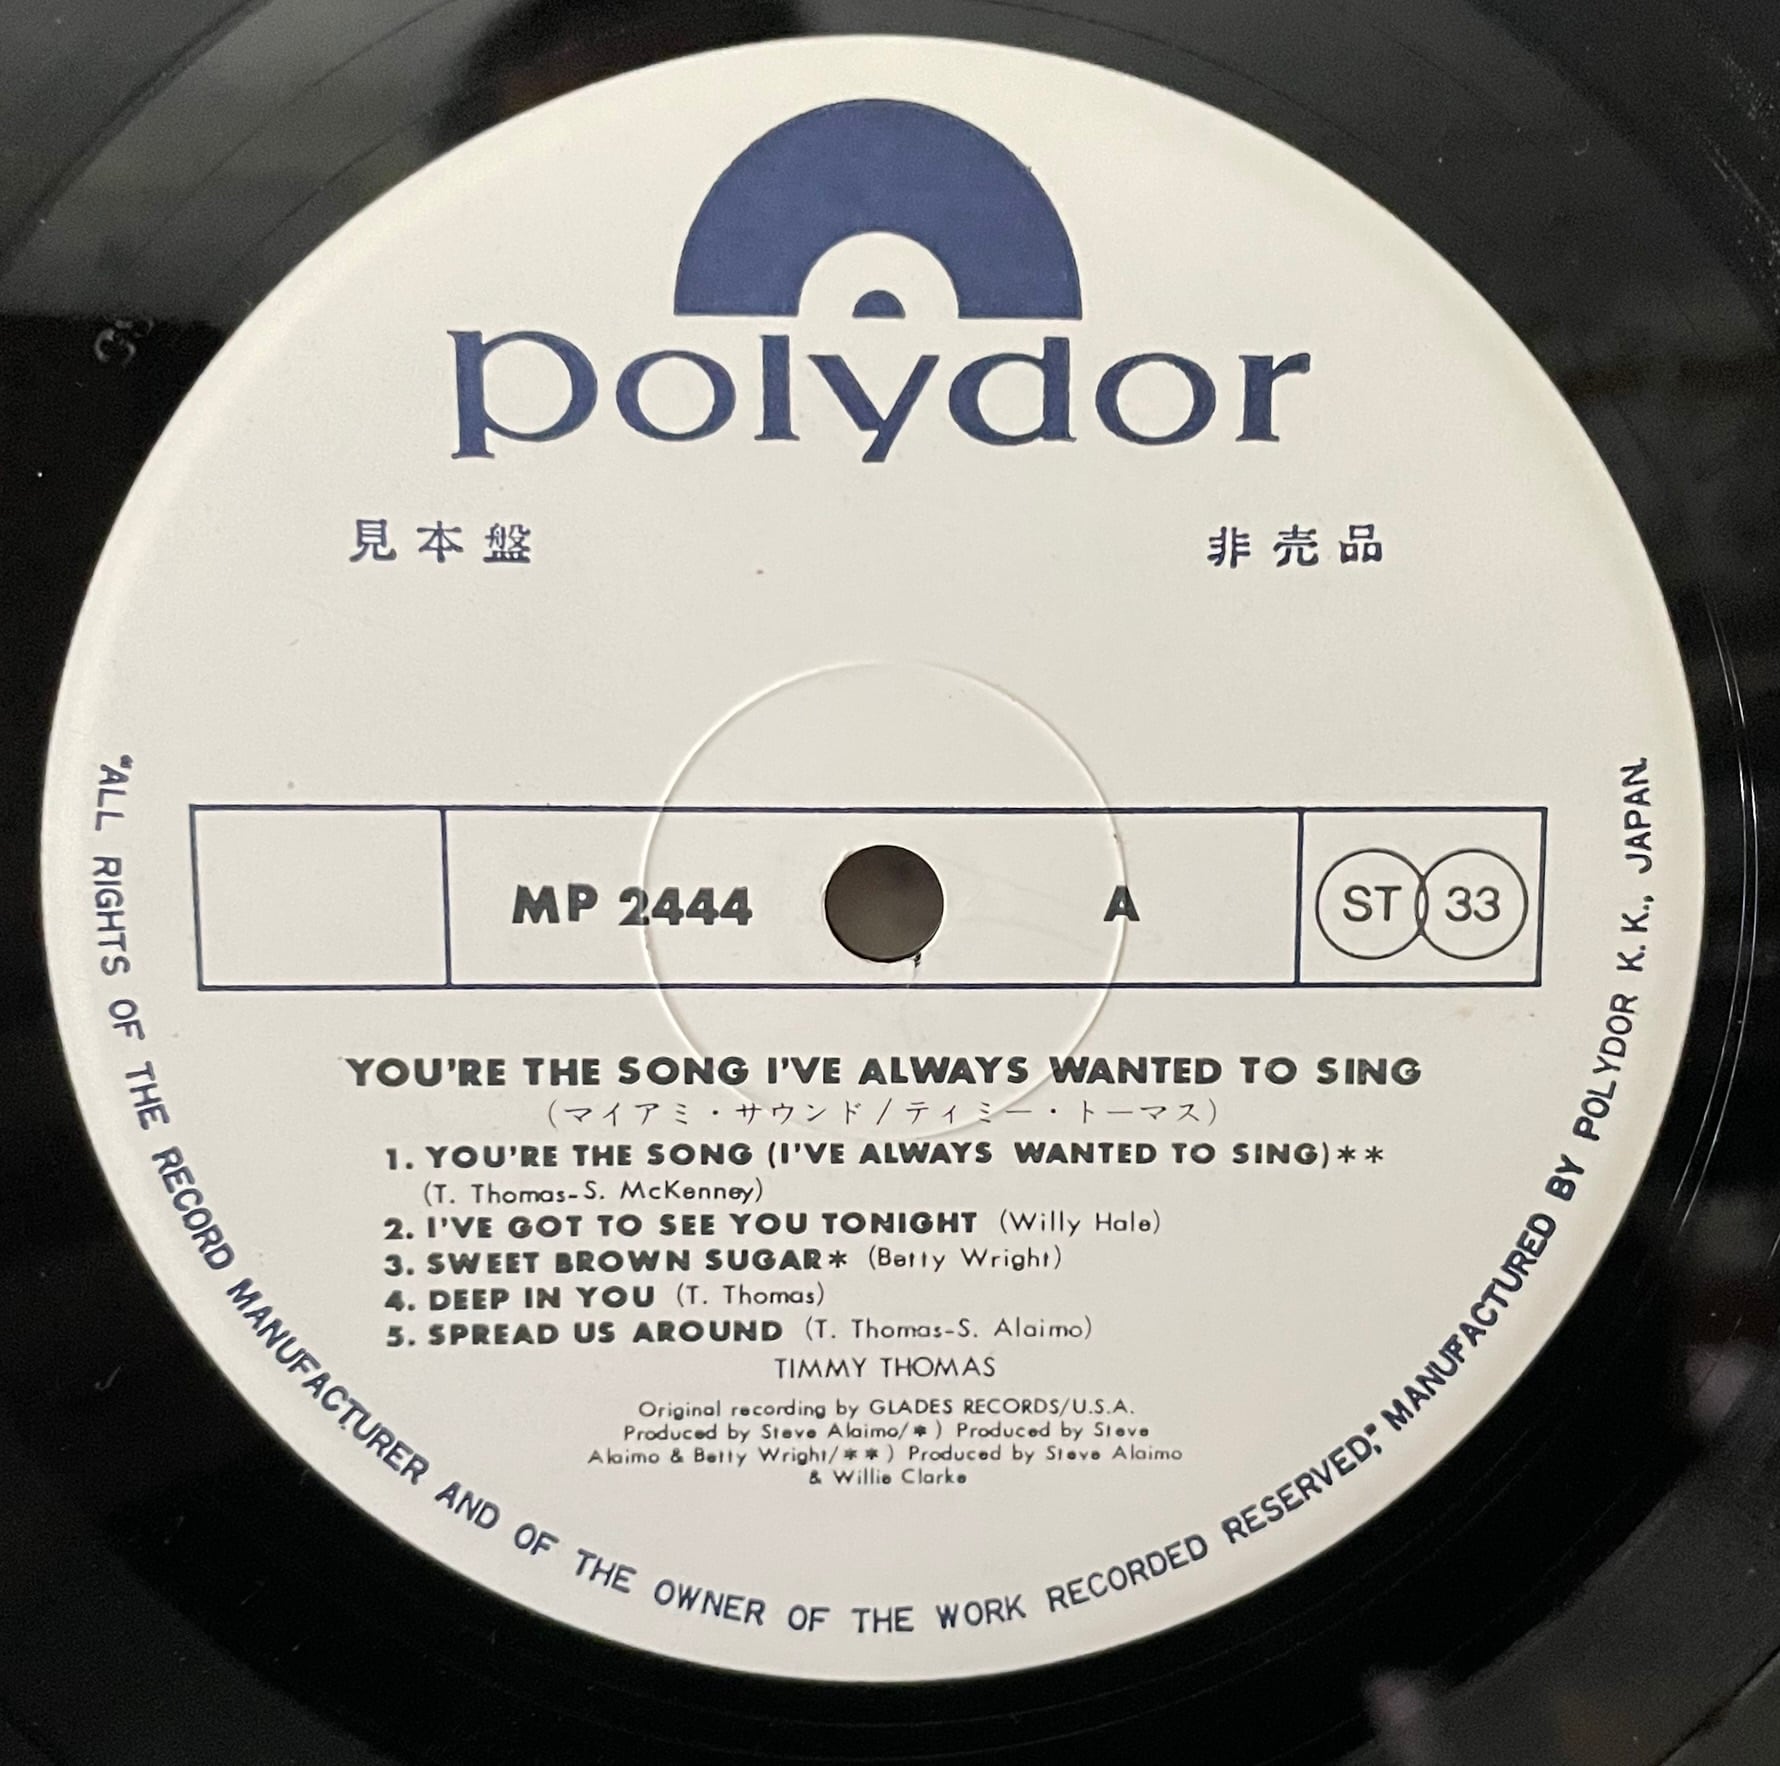 polydor
見本盤
非売品
MP 2444
A
ST 33
YOU'RE THE SONG I'VE ALWAYS WANTED TO SING
(マイアミ・サウンド/ティミー・トーマス)
1. YOU'RE THE SONG (I'VE ALWAYS WANTED TO SING)**
(T. Thomas-S. McKenney)
2. I'VE GOT TO SEE YOU TONIGHT (Willy Hale)
3. SWEET BROWN SUGAR* (Betty Wright)
4. DEEP IN YOU (T. Thomas)
5. SPREAD US AROUND (T. Thomas-S. Alaimo)
TIMMY THOMAS
Original recording by GLADES RECORDS/U.S.A.
Produced by Steve Alaimo/*) Produced by Steve
Alaimo & Betty Wright/**) Produced by Steve Alaimo
& Willie Clarke
"ALL RIGHTS OF THE RECORD MANUFACTURER AND OF THE OWNER OF THE WORK RECORDED RESERVED;" MANUFACTURED BY POLYDOR K.K., JAPAN.